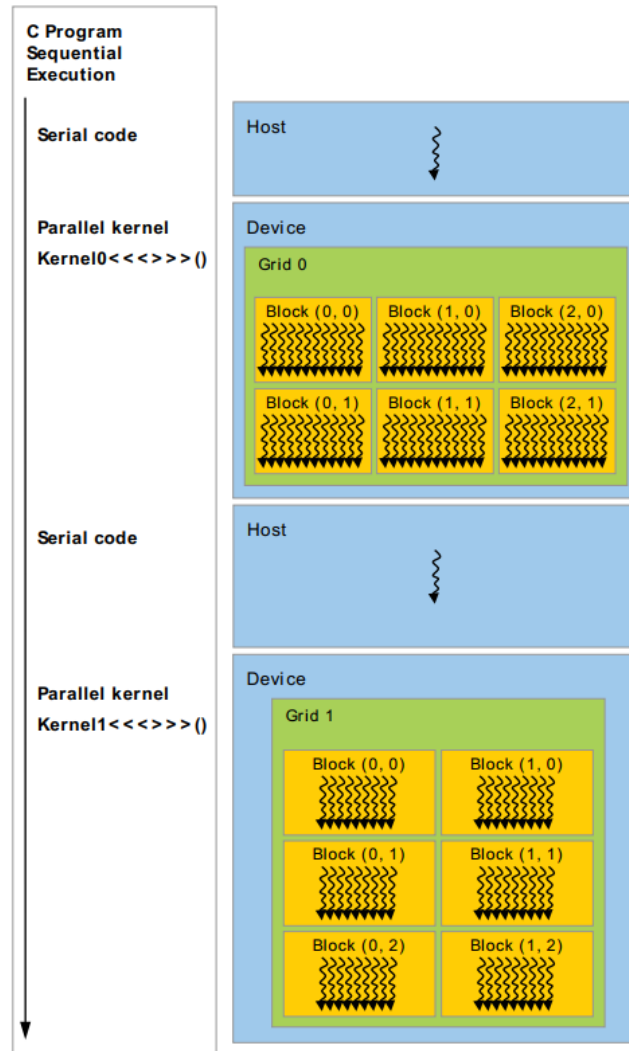 C Program
Sequential
Execution
Serial code
Host
Parallel kernel
Kernel0<<<>>>()
Device
Grid 0
Block (0, 0)
Block (1, 0)
Block (2, 0)
Block (0, 1)
Block (1, 1)
Block (2, 1)
Serial code
Host
Parallel kernel
Kernel1<<<>>>()
Device
Grid 1
Block (0, 0)
Block (1, 0)
Block (0, 1)
Block (1, 1)
Block (0, 2)
Block (1, 2)